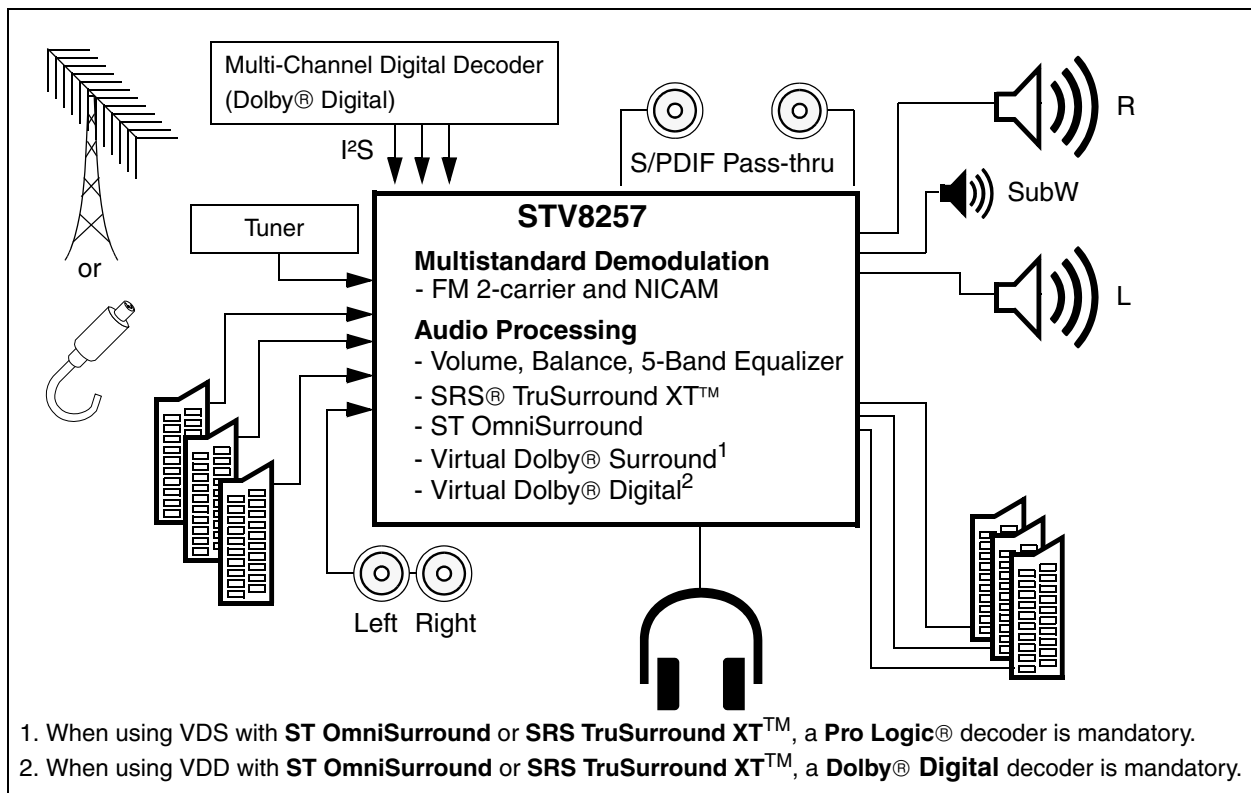 Multi-Channel Digital Decoder
(Dolby® Digital)
I²S
S/PDIF Pass-thru
R
SubW
L
Tuner
or
STV8257
Multistandard Demodulation
- FM 2-carrier and NICAM
Audio Processing
- Volume, Balance, 5-Band Equalizer
- SRS® TruSurround XT™
- ST OmniSurround
- Virtual Dolby® Surround1
- Virtual Dolby® Digital2
Left Right
1. When using VDS with ST OmniSurround or SRS TruSurround XT™, a Pro Logic® decoder is mandatory.
2. When using VDD with ST OmniSurround or SRS TruSurround XT™, a Dolby® Digital decoder is mandatory.